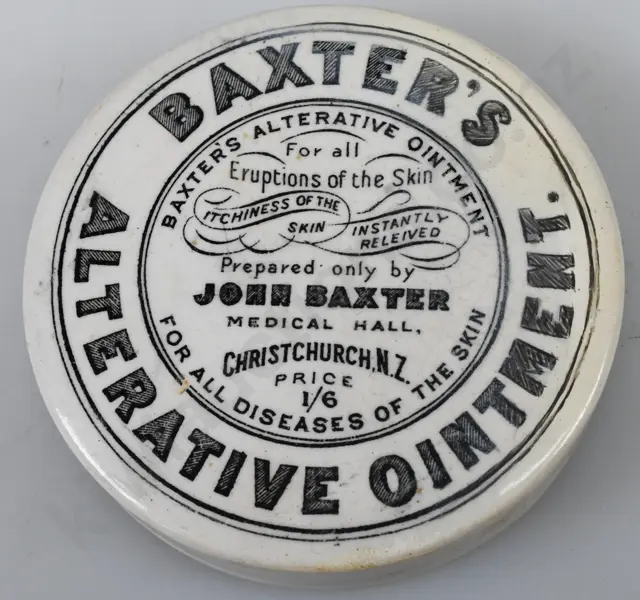 BAXTER'S
ALTERATIVE OINTMENT.
BAXTER'S ALTERATIVE OINTMENT
For all
Eruptions of the Skin
ITCHINESS OF THE
SKIN
INSTANTLY
RELEIVED
Prepared only by
JOHN BAXTER
MEDICAL HALL,
CHRISTCHURCH, N.Z.
PRICE
1/6
FOR ALL DISEASES OF THE SKIN